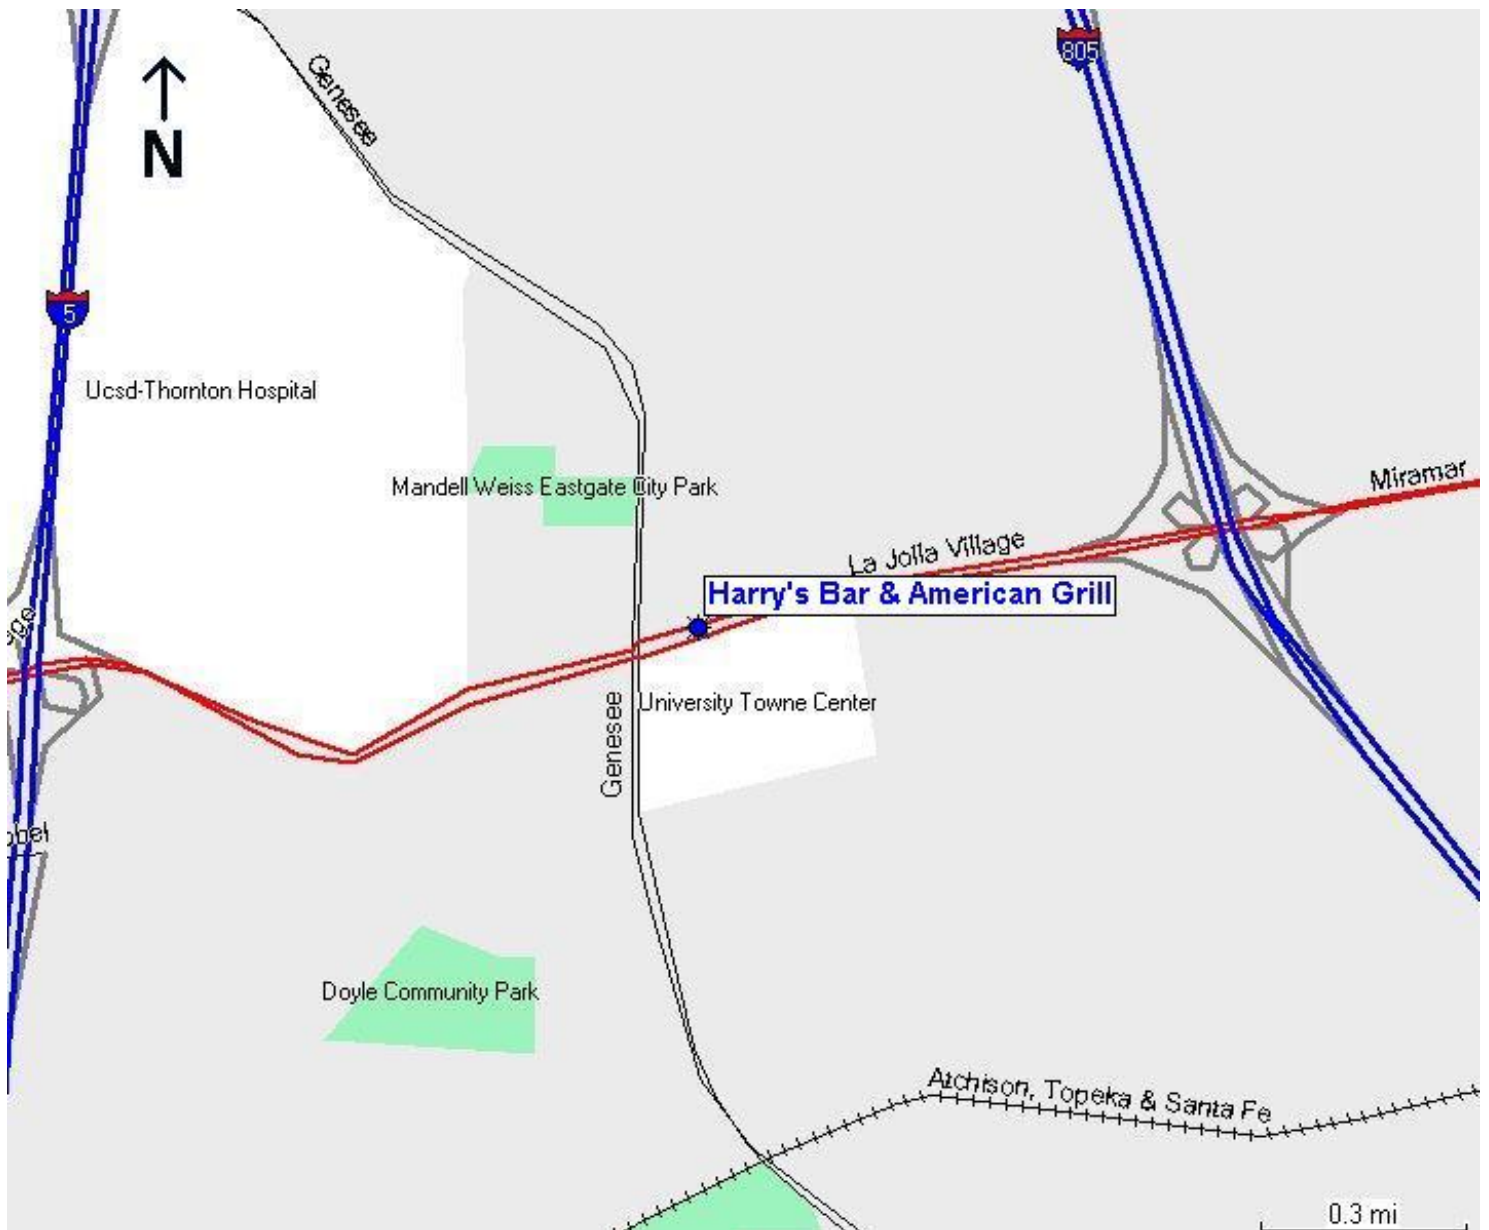 805
Genesee
N
5
Ucsd-Thornton Hospital
Miramar
Mandell Weiss Eastgate City Park
La Jolla Village
Harry's Bar & American Grill
University Towne Center
Genesee
Doyle Community Park
Atchison, Topeka & Santa Fe
0.3 mi